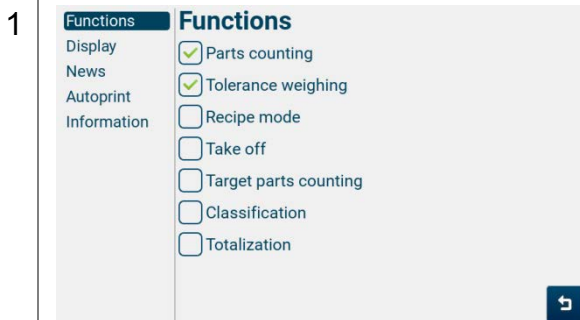 1
Functions
Display
News
Autoprint
Information
Functions
Parts counting
Tolerance weighing
Recipe mode
Take off
Target parts counting
Classification
Totalization